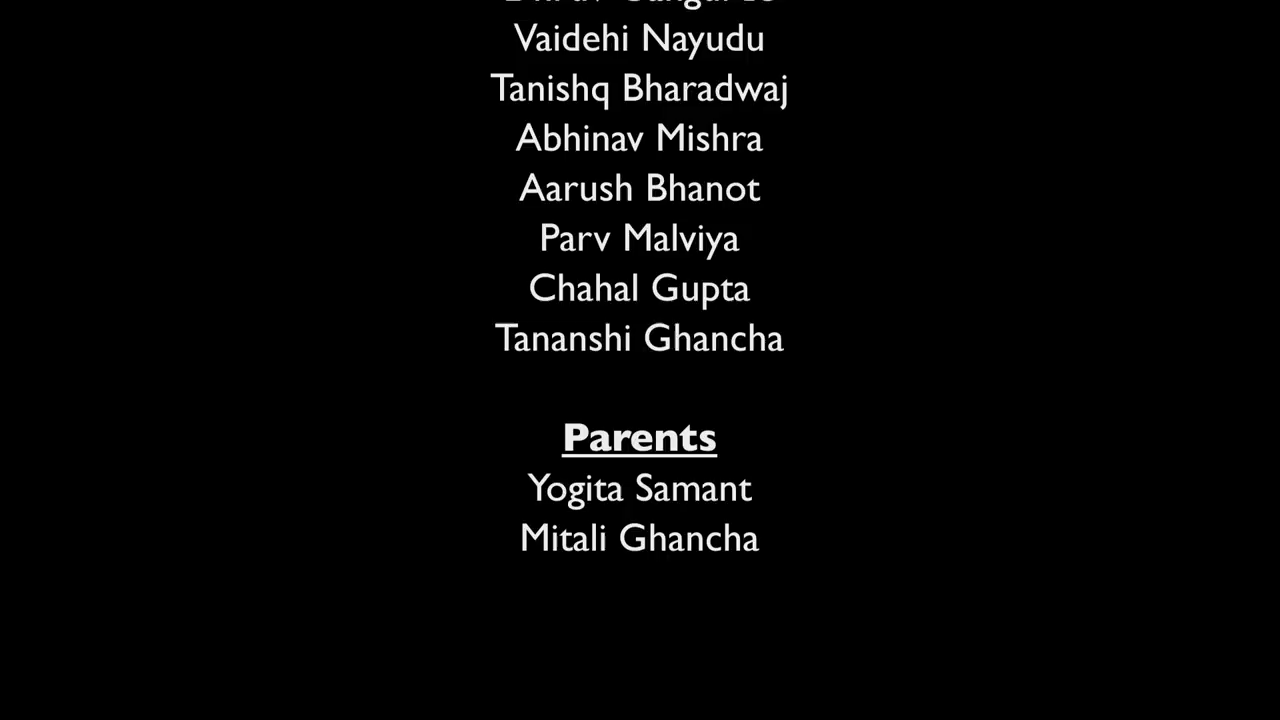 Vaidehi Nayudu
Tanishq Bharadwaj
Abhinav Mishra
Aarush Bhanot
Parv Malviya
Chahal Gupta
Tananshi Ghancha
Parents
Yogita Samant
Mitali Ghancha